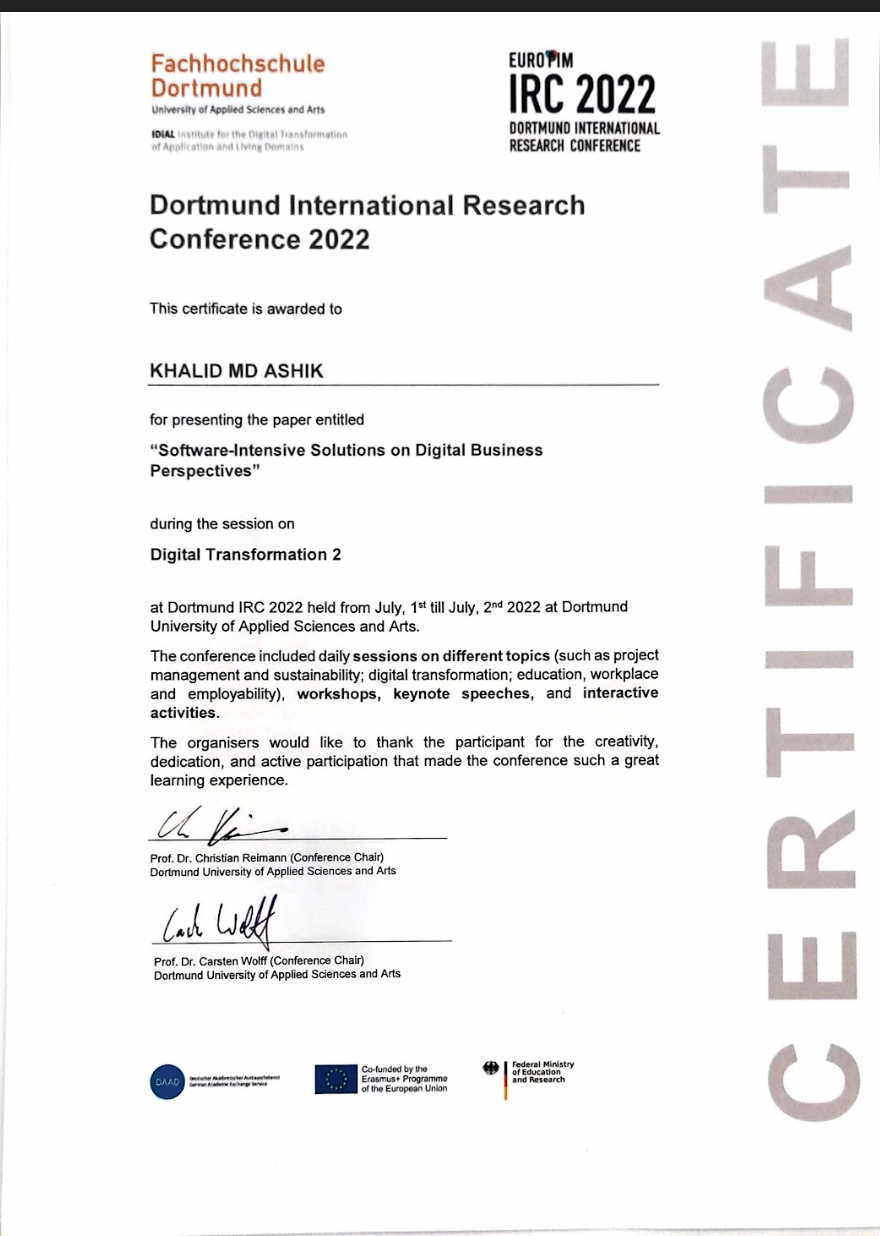 Fachhochschule
Dortmund
University of Applied Sciences and Arts
IDiAL Institute for the Digital Transformation
of Application and Living Domains
EUROPIM
IRC 2022
DORTMUND INTERNATIONAL
RESEARCH CONFERENCE
Dortmund International Research
Conference 2022
This certificate is awarded to
KHALID MD ASHIK
for presenting the paper entitled
“Software-Intensive Solutions on Digital Business
Perspectives”
during the session on
Digital Transformation 2
at Dortmund IRC 2022 held from July, 1st till July, 2nd 2022 at Dortmund
University of Applied Sciences and Arts.
The conference included daily sessions on different topics (such as project
management and sustainability; digital transformation; education, workplace
and employability), workshops, keynote speeches, and interactive
activities.
The organisers would like to thank the participant for the creativity,
dedication, and active participation that made the conference such a great
learning experience.
Prof. Dr. Christian Reimann (Conference Chair)
Dortmund University of Applied Sciences and Arts
Carsten Wolff
Prof. Dr. Carsten Wolff (Conference Chair)
Dortmund University of Applied Sciences and Arts
DAAD
Deutscher Akademischer Austauschdienst
German Academic Exchange Service
Co-funded by the
Erasmus+ Programme
of the European Union
Federal Ministry
of Education
and Research
CERTIFICATE